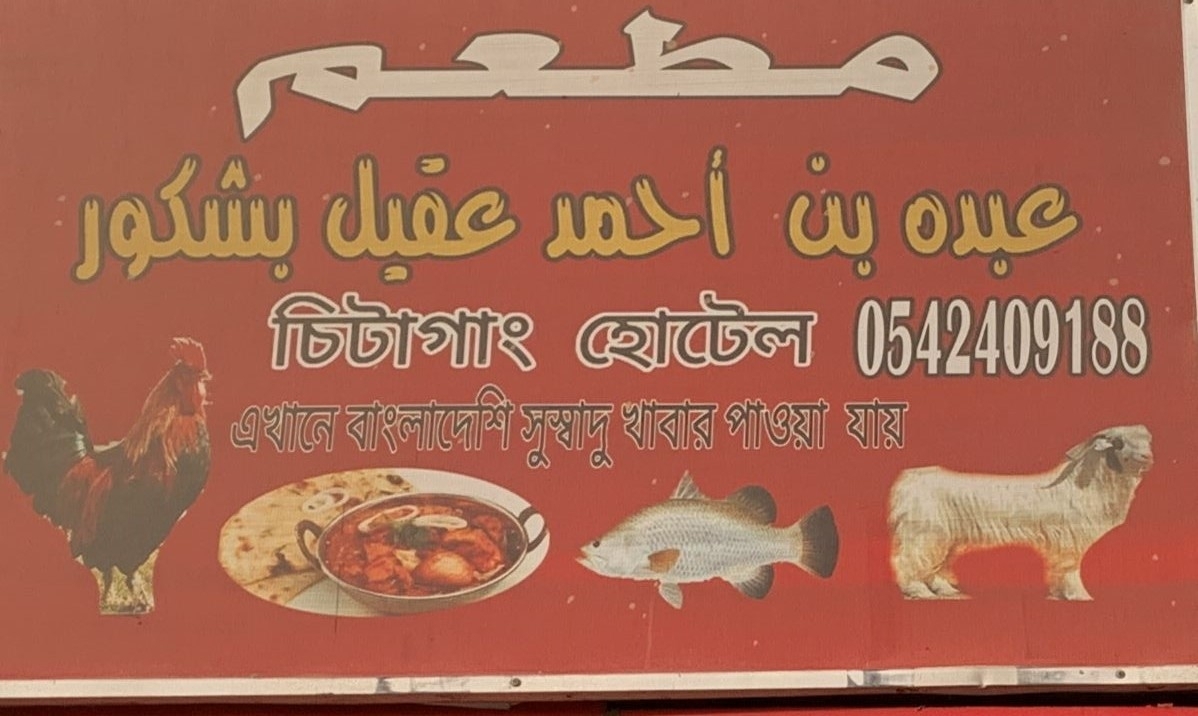 مطعم
عبده بن أحمد عقيل بشكور
চিটাগাং হোটেল 0542409188
এখানে বাংলাদেশি সুস্বাদু খাবার পাওয়া যায়